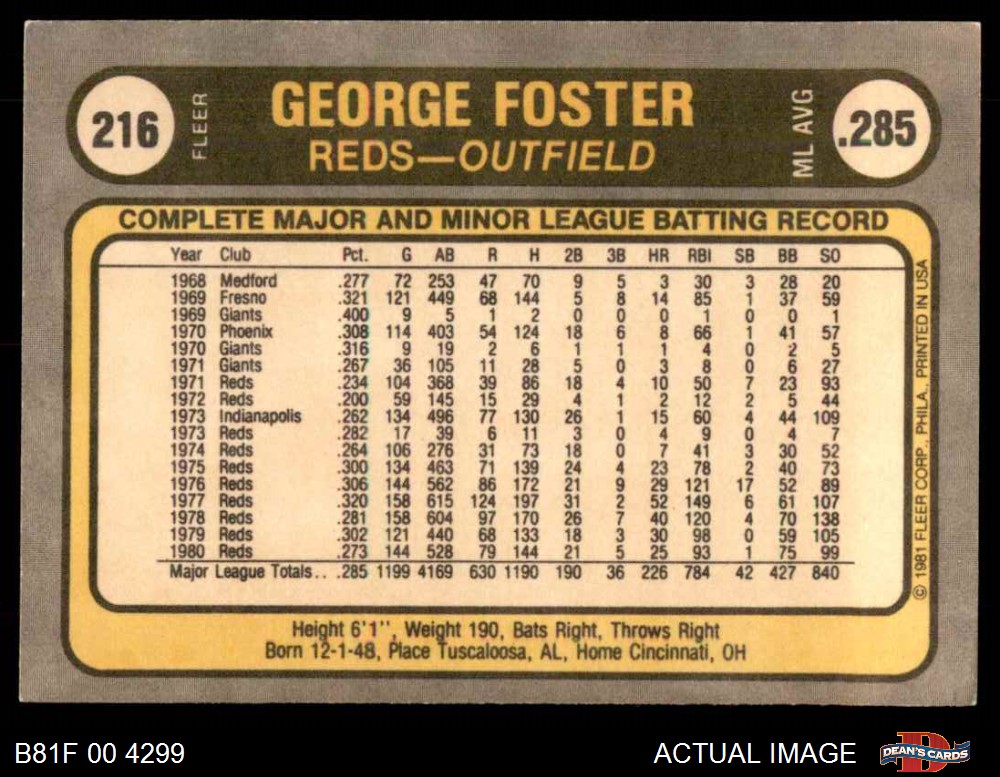 216
FLEER
GEORGE FOSTER
REDS—OUTFIELD
ML AVG
.285
COMPLETE MAJOR AND MINOR LEAGUE BATTING RECORD
Year Club Pct. G AB R H 2B 3B HR RBI SB BB SO
1968 Medford .277 72 253 47 70 9 5 3 30 3 28 20
1969 Fresno .321 121 449 68 144 5 8 14 85 1 37 59
1969 Giants .400 9 5 1 2 0 0 0 1 0 0 1
1970 Phoenix .308 114 403 54 124 18 6 8 66 1 41 57
1970 Giants .316 9 19 2 6 1 1 1 4 0 2 5
1971 Giants .267 36 105 11 28 5 0 3 8 0 6 27
1971 Reds .234 104 368 39 86 18 4 10 50 7 23 93
1972 Reds .200 59 145 15 29 4 1 2 12 2 5 44
1973 Indianapolis .262 134 496 77 130 26 1 15 60 4 44 109
1973 Reds .282 17 39 6 11 3 0 4 9 0 4 7
1974 Reds .264 106 276 31 73 18 0 7 41 3 30 52
1975 Reds .300 134 463 71 139 24 4 23 78 2 40 73
1976 Reds .306 144 562 86 172 21 9 29 121 17 52 89
1977 Reds .320 158 615 124 197 31 2 52 149 6 61 107
1978 Reds .281 158 604 97 170 26 7 40 120 4 70 138
1979 Reds .302 121 440 68 133 18 3 30 98 0 59 105
1980 Reds .273 144 528 79 144 21 5 25 93 1 75 99
Major League Totals.. .285 1199 4169 630 1190 190 36 226 784 42 427 840
© 1981 FLEER CORP., PHILA., PRINTED IN USA
Height 6'1'', Weight 190, Bats Right, Throws Right
Born 12-1-48, Place Tuscaloosa, AL, Home Cincinnati, OH
B81F 00 4299
ACTUAL IMAGE
DEAN'S CARDS